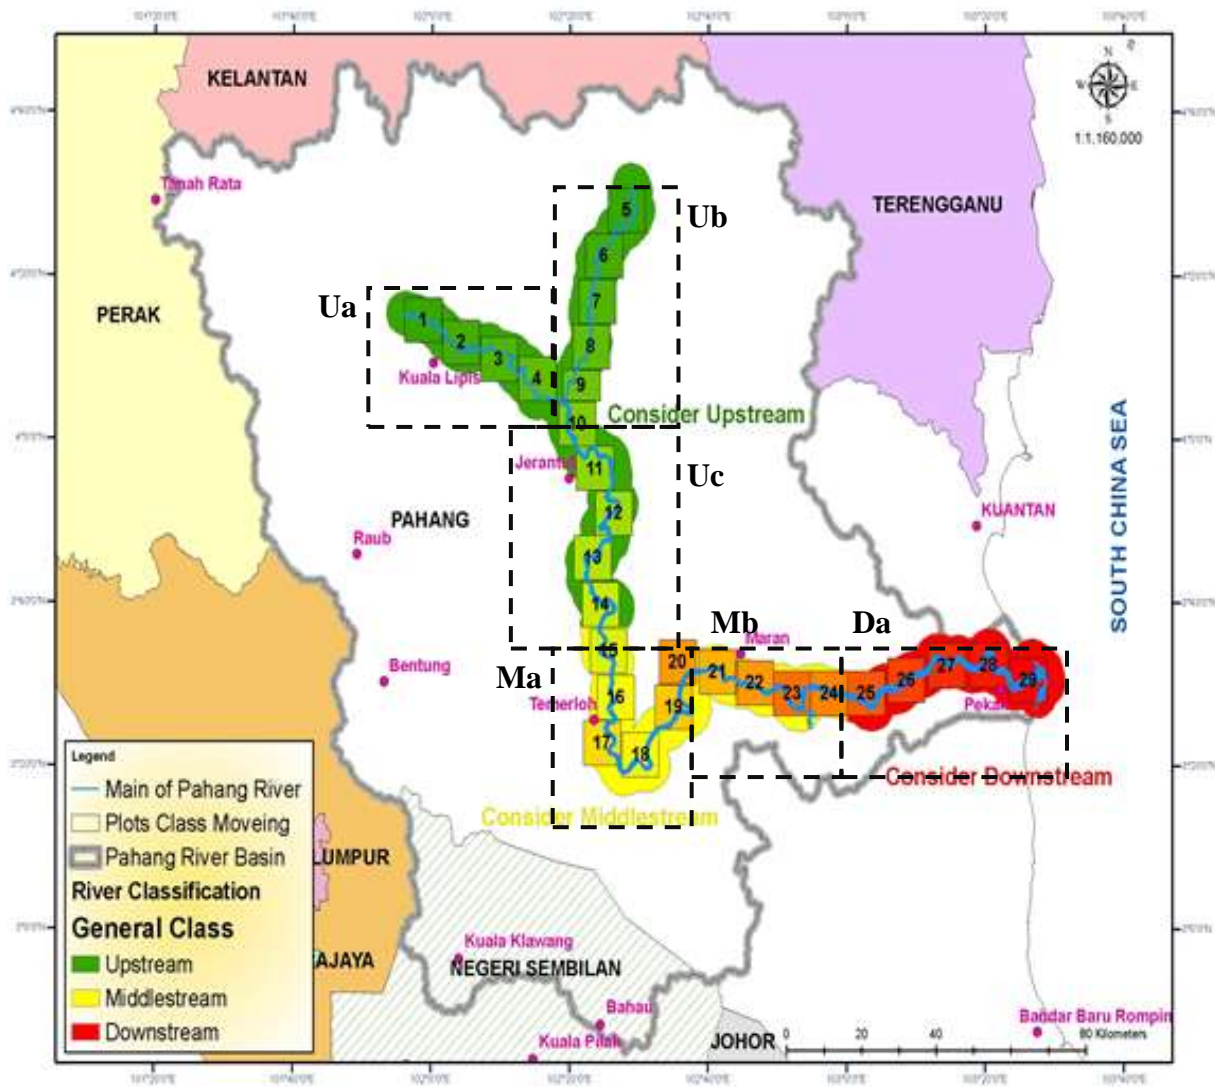 KELANTAN
N
W
E
S
1:1,160,000
Tanah Rata
TERENGGANU
5
Ub
6
PERAK
Ua
7
1
2
8
3
Kuala Lipis
4
9
Consider Upstream
10
SOUTH CHINA SEA
11
Uc
12
KUANTAN
PAHANG
Raub
13
14
Mb
Da
Maran
15
20
21
22
23
24
25
26
27
28
29
Bentung
Ma
16
Temerloh
19
17
18
Consider Downstream
Consider Middlestream
Legend
Main of Pahang River
Plots Class Moveing
Pahang River Basin
River Classification
General Class
Upstream
Middlestream
Downstream
LUMPUR
AJAYA
Kuala Klawang
NEGERI SEMBILAN
Bahau
Kuala Pilah
JOHOR
Bandar Baru Rompin
0 20 40 60 80 Kilometers